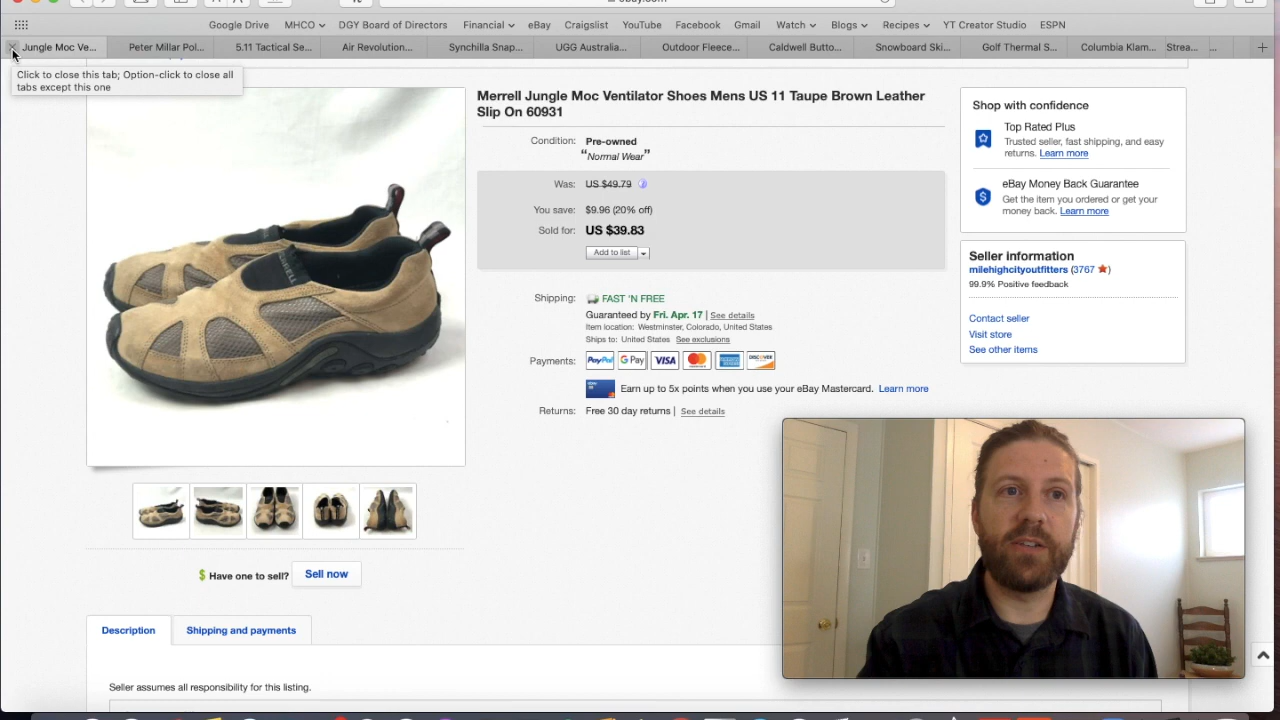 ebay.com
Google Drive MHCO DGY Board of Directors Financial eBay Craigslist YouTube Facebook Gmail Watch Blogs Recipes YT Creator Studio ESPN
Jungle Moc Ve... Peter Millar Pol... 5.11 Tactical Se... Air Revolution... Synchilla Snap... UGG Australia... Outdoor Fleece... Caldwell Butto... Snowboard Ski... Golf Thermal S... Columbia Klam... Strea... ...
Click to close this tab; Option-click to close all
tabs except this one
Merrell Jungle Moc Ventilator Shoes Mens US 11 Taupe Brown Leather
Slip On 60931
Condition: Pre-owned
“Normal Wear”
Was: US $49.79
You save: $9.96 (20% off)
Sold for: US $39.83
Add to list
Shipping: FAST 'N FREE
Guaranteed by Fri. Apr. 17 | See details
Item location: Westminster, Colorado, United States
Ships to: United States See exclusions
Payments: PayPal G Pay VISA DISCOVER
Earn up to 5x points when you use your eBay Mastercard. Learn more
Returns: Free 30 day returns | See details
Shop with confidence
Top Rated Plus
Trusted seller, fast shipping, and easy
returns. Learn more
eBay Money Back Guarantee
Get the item you ordered or get your
money back. Learn more
Seller information
milehighcityoutfitters (3767)
99.9% Positive feedback
Contact seller
Visit store
See other items
$ Have one to sell? Sell now
Description Shipping and payments
Seller assumes all responsibility for this listing.